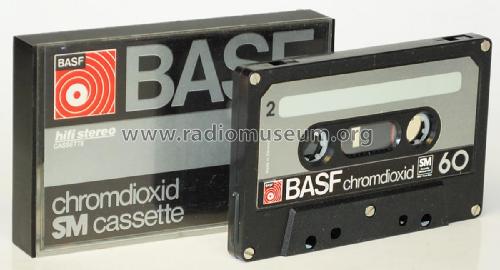 BASF
BASF
hifi stereo
CASSETTE
chromdioxid
SM cassette
www.radiomuseum.org
2
BASF chromdioxid SM 60